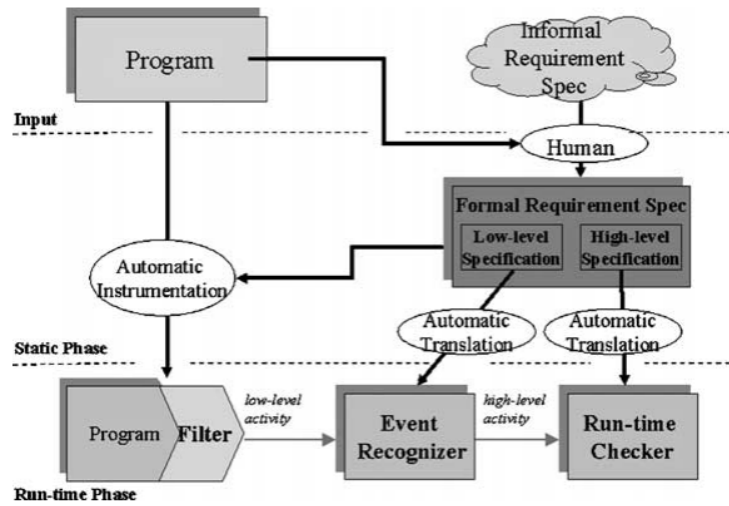 Program
Informal
Requirement
Spec
Input
Human
Formal Requirement Spec
Low-level
Specification
High-level
Specification
Automatic
Instrumentation
Automatic
Translation
Automatic
Translation
Static Phase
Program
Filter
low-level
activity
Event
Recognizer
high-level
activity
Run-time
Checker
Run-time Phase